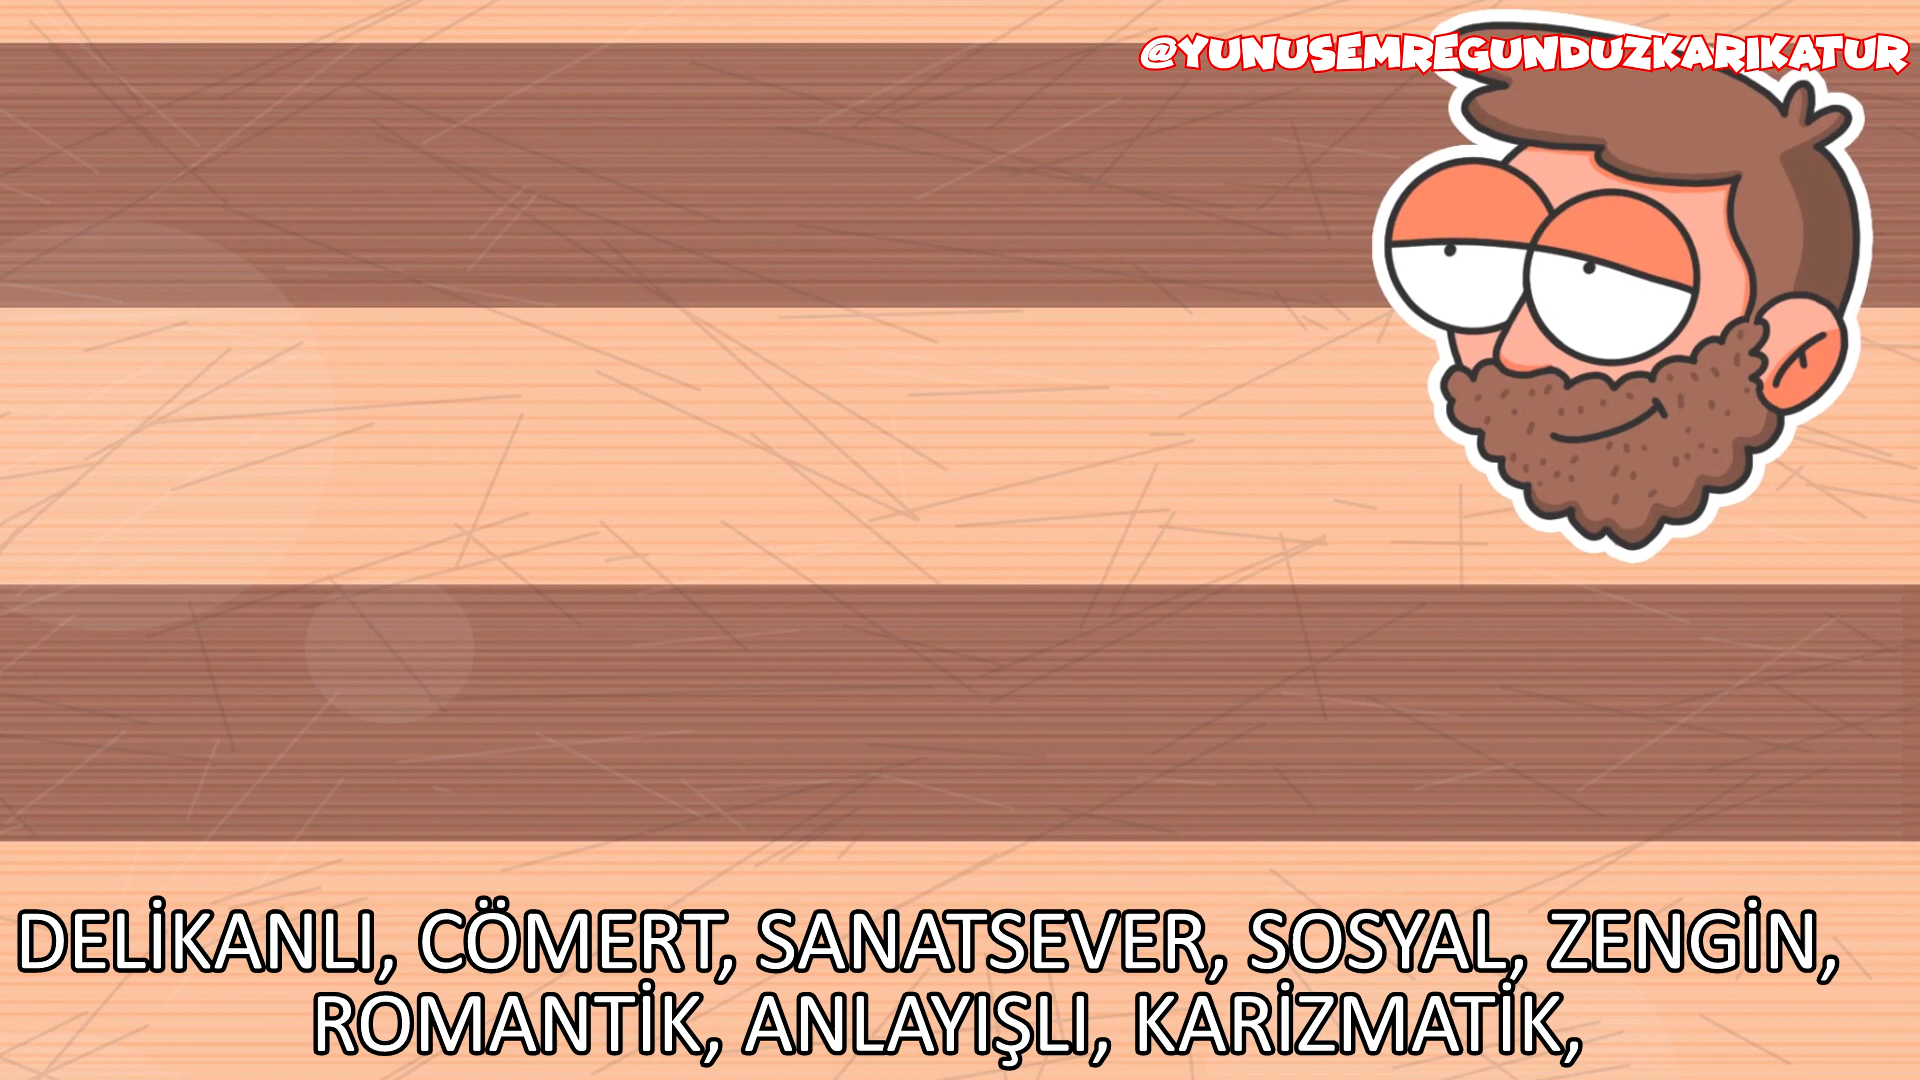 @YUNUSEMREGUNDUZKARIKATUR
DELİKANLI, CÖMERT, SANATSEVER, SOSYAL, ZENGİN,
ROMANTİK, ANLAYIŞLI, KARİZMATİK,